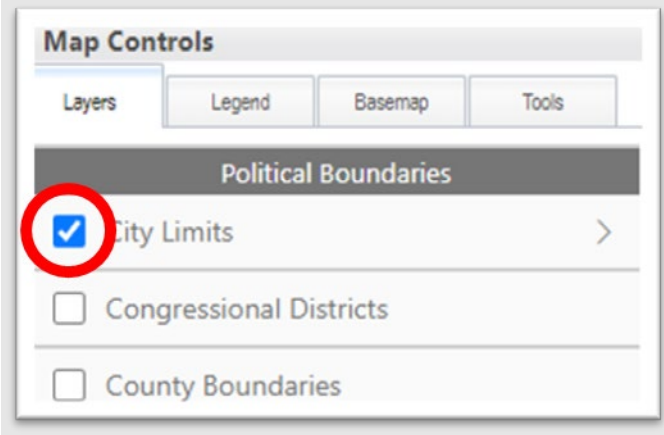 Map Controls
Layers Legend Basemap Tools
Political Boundaries
City Limits
Congressional Districts
County Boundaries